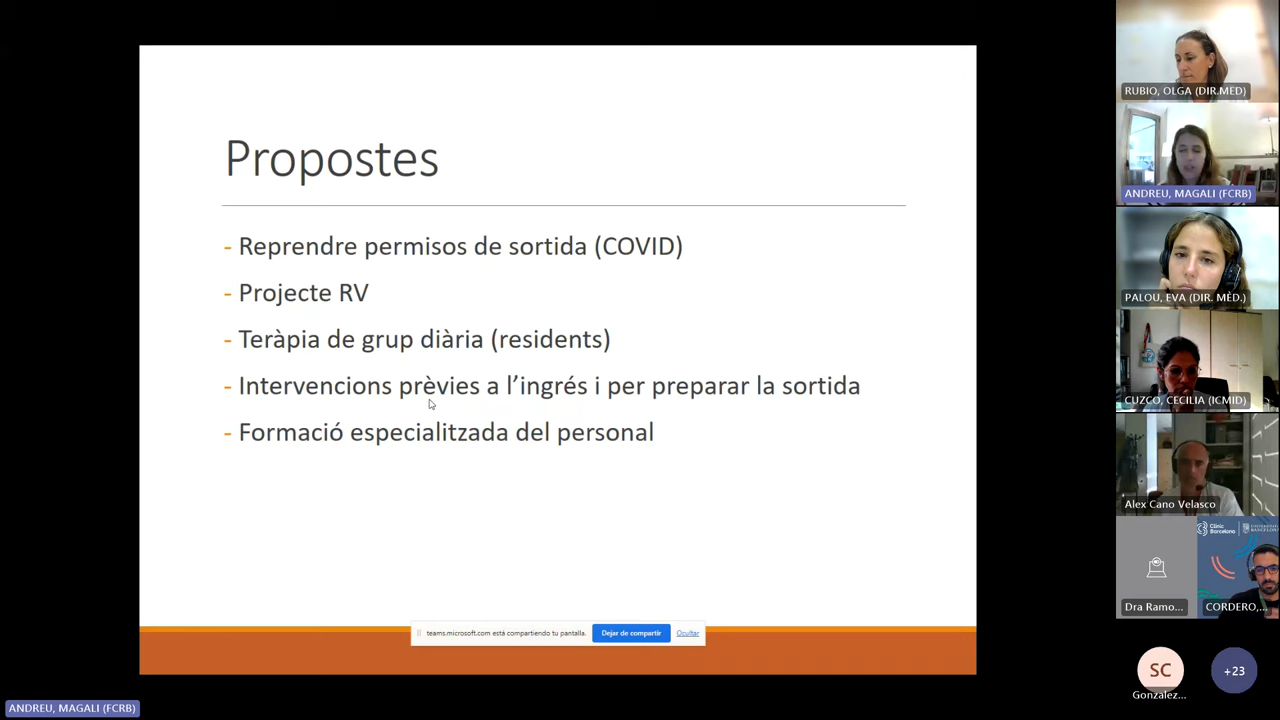 Propostes
- Reprendre permisos de sortida (COVID)
- Projecte RV
- Teràpia de grup diària (residents)
- Intervencions prèvies a l’ingrés i per preparar la sortida
- Formació especialitzada del personal
teams.microsoft.com está compartiendo tu pantalla.
Dejar de compartir
Ocultar
RUBIO, OLGA (DIR.MED)
ANDREU, MAGALI (FCRB)
PALOU, EVA (DIR. MÈD.)
CUZCO, CECILIA (ICMID)
Alex Cano Velasco
Clínic
Barcelona
Dra Ramo...
CORDERO,...
SC
Gonzalez...
+23
ANDREU, MAGALI (FCRB)